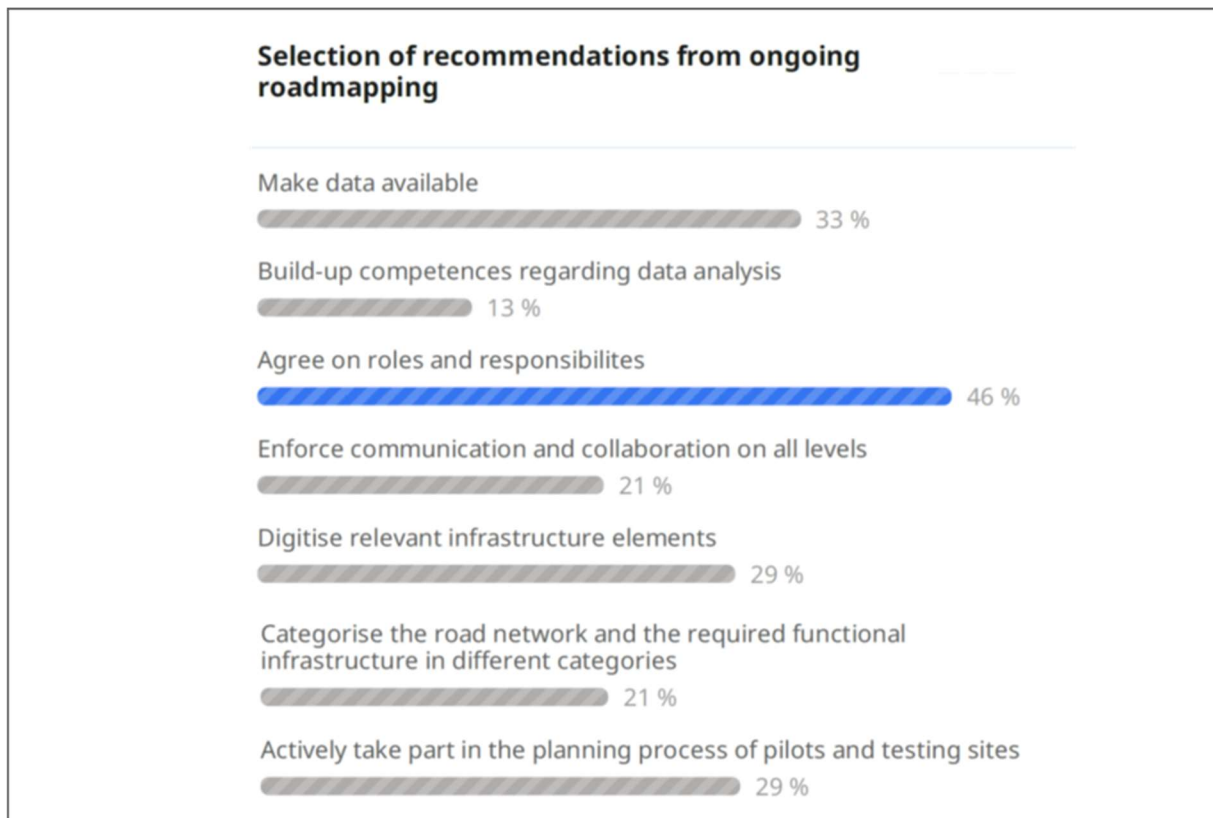 Selection of recommendations from ongoing
roadmapping
Make data available
33 %
Build-up competences regarding data analysis
13 %
Agree on roles and responsibilites
46 %
Enforce communication and collaboration on all levels
21 %
Digitise relevant infrastructure elements
29 %
Categorise the road network and the required functional
infrastructure in different categories
21 %
Actively take part in the planning process of pilots and testing sites
29 %